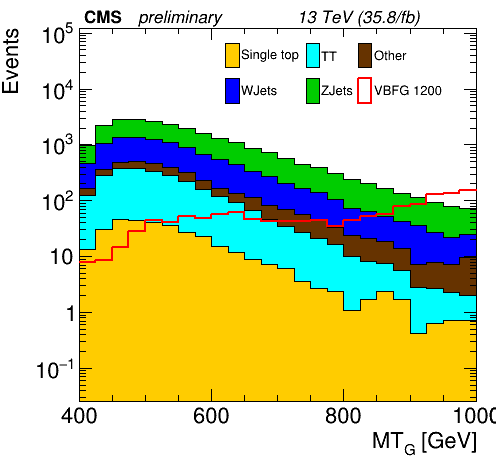 CMS preliminary 13 TeV (35.8/fb)
Events
10^5
10^4
10^3
10^2
10
1
10^−1
Single top TT Other
WJets ZJets VBFG 1200
400 600 800 1000
MT_G [GeV]